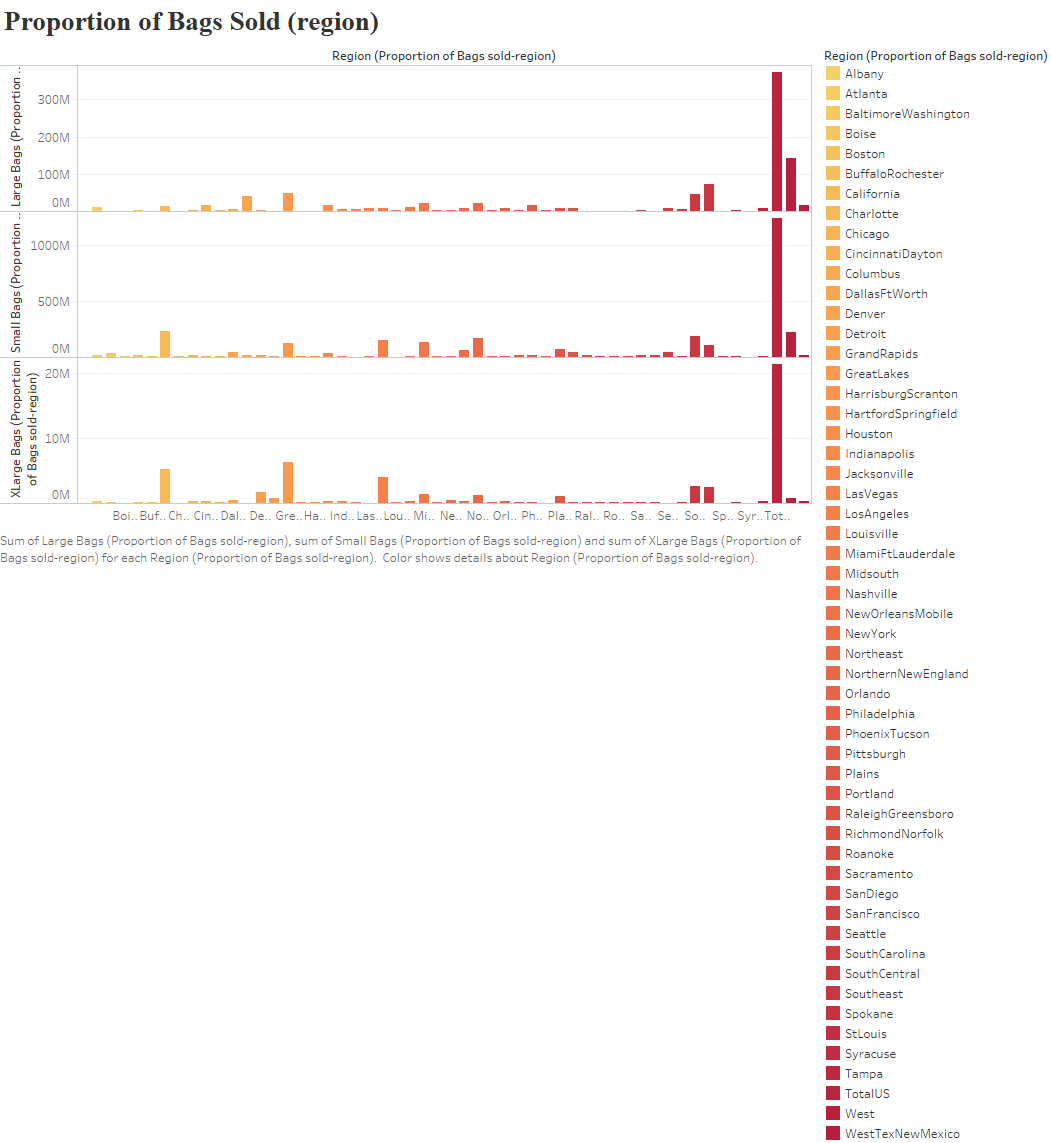 Proportion of Bags Sold (region)
Region (Proportion of Bags sold-region)
Large Bags (Proportion ..
300M
200M
100M
0M
Small Bags (Proportion ..
1000M
500M
0M
XLarge Bags (Proportion
of Bags sold-region)
20M
10M
0M
Boi.. Buf.. Ch.. Cin.. Dal.. De.. Gre.. Ha.. Ind.. Las.. Lou.. Mi.. Ne.. No.. Orl.. Ph.. Pla.. Ral.. Ro.. Sa.. Se.. So.. Sp.. Syr.. Tot..
Sum of Large Bags (Proportion of Bags sold-region), sum of Small Bags (Proportion of Bags sold-region) and sum of XLarge Bags (Proportion of
Bags sold-region) for each Region (Proportion of Bags sold-region). Color shows details about Region (Proportion of Bags sold-region).
Region (Proportion of Bags sold-region)
Albany
Atlanta
BaltimoreWashington
Boise
Boston
BuffaloRochester
California
Charlotte
Chicago
CincinnatiDayton
Columbus
DallasFtWorth
Denver
Detroit
GrandRapids
GreatLakes
HarrisburgScranton
HartfordSpringfield
Houston
Indianapolis
Jacksonville
LasVegas
LosAngeles
Louisville
MiamiFtLauderdale
Midsouth
Nashville
NewOrleansMobile
NewYork
Northeast
NorthernNewEngland
Orlando
Philadelphia
PhoenixTucson
Pittsburgh
Plains
Portland
RaleighGreensboro
RichmondNorfolk
Roanoke
Sacramento
SanDiego
SanFrancisco
Seattle
SouthCarolina
SouthCentral
Southeast
Spokane
StLouis
Syracuse
Tampa
TotalUS
West
WestTexNewMexico